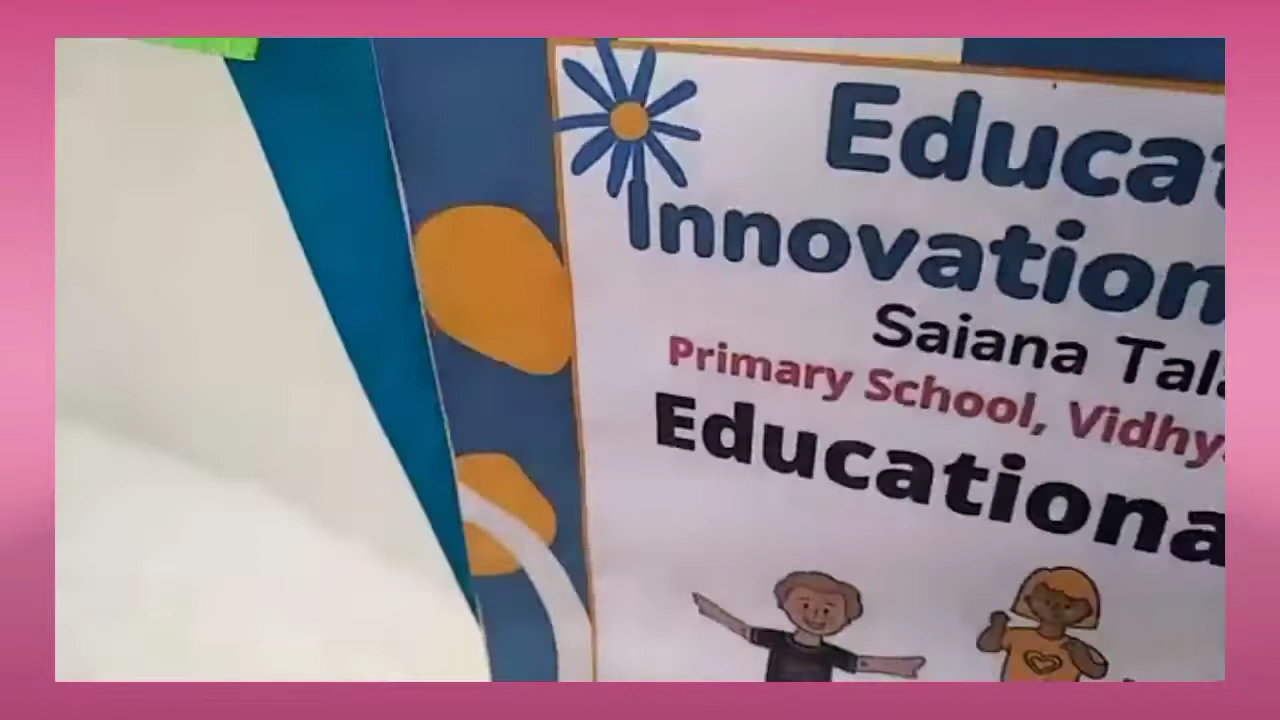 Educat
Innovation
Saiana Tal
Primary School, Vidhy
Educationa